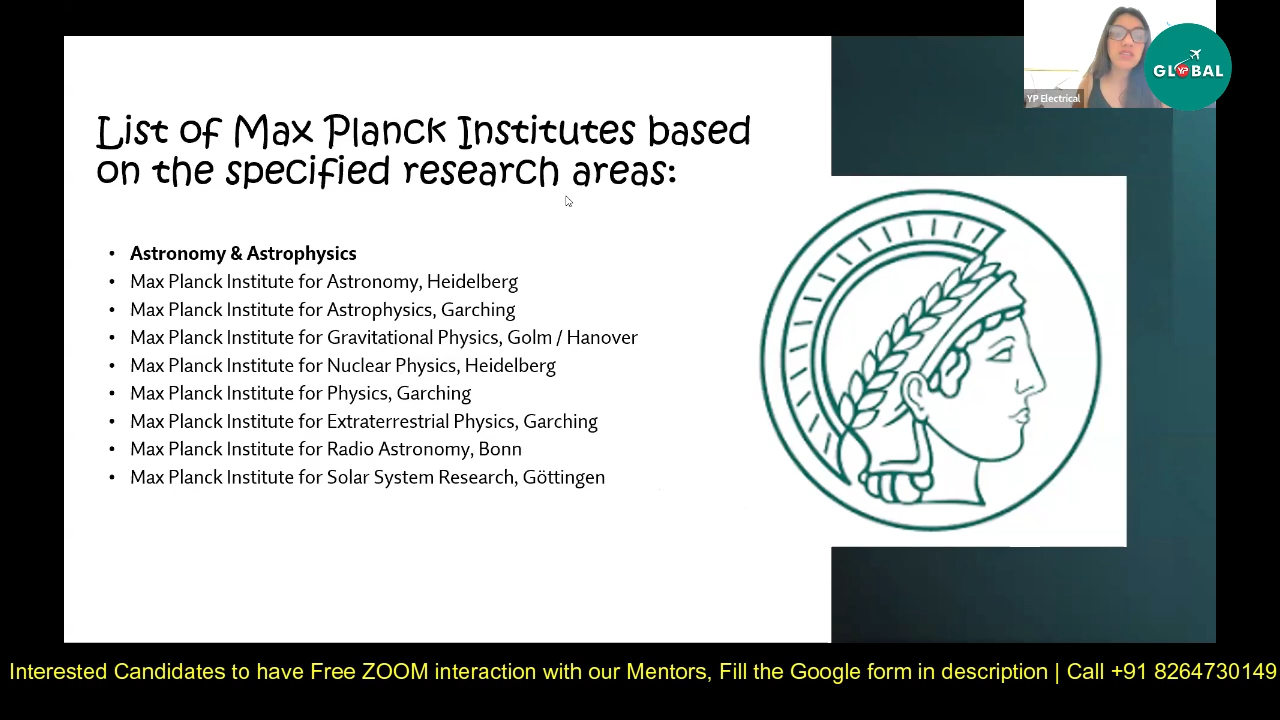 GL YP BAL
YP Electrical
List of Max Planck Institutes based
on the specified research areas:
• Astronomy & Astrophysics
• Max Planck Institute for Astronomy, Heidelberg
• Max Planck Institute for Astrophysics, Garching
• Max Planck Institute for Gravitational Physics, Golm / Hanover
• Max Planck Institute for Nuclear Physics, Heidelberg
• Max Planck Institute for Physics, Garching
• Max Planck Institute for Extraterrestrial Physics, Garching
• Max Planck Institute for Radio Astronomy, Bonn
• Max Planck Institute for Solar System Research, Göttingen
Interested Candidates to have Free ZOOM interaction with our Mentors, Fill the Google form in description | Call +91 8264730149